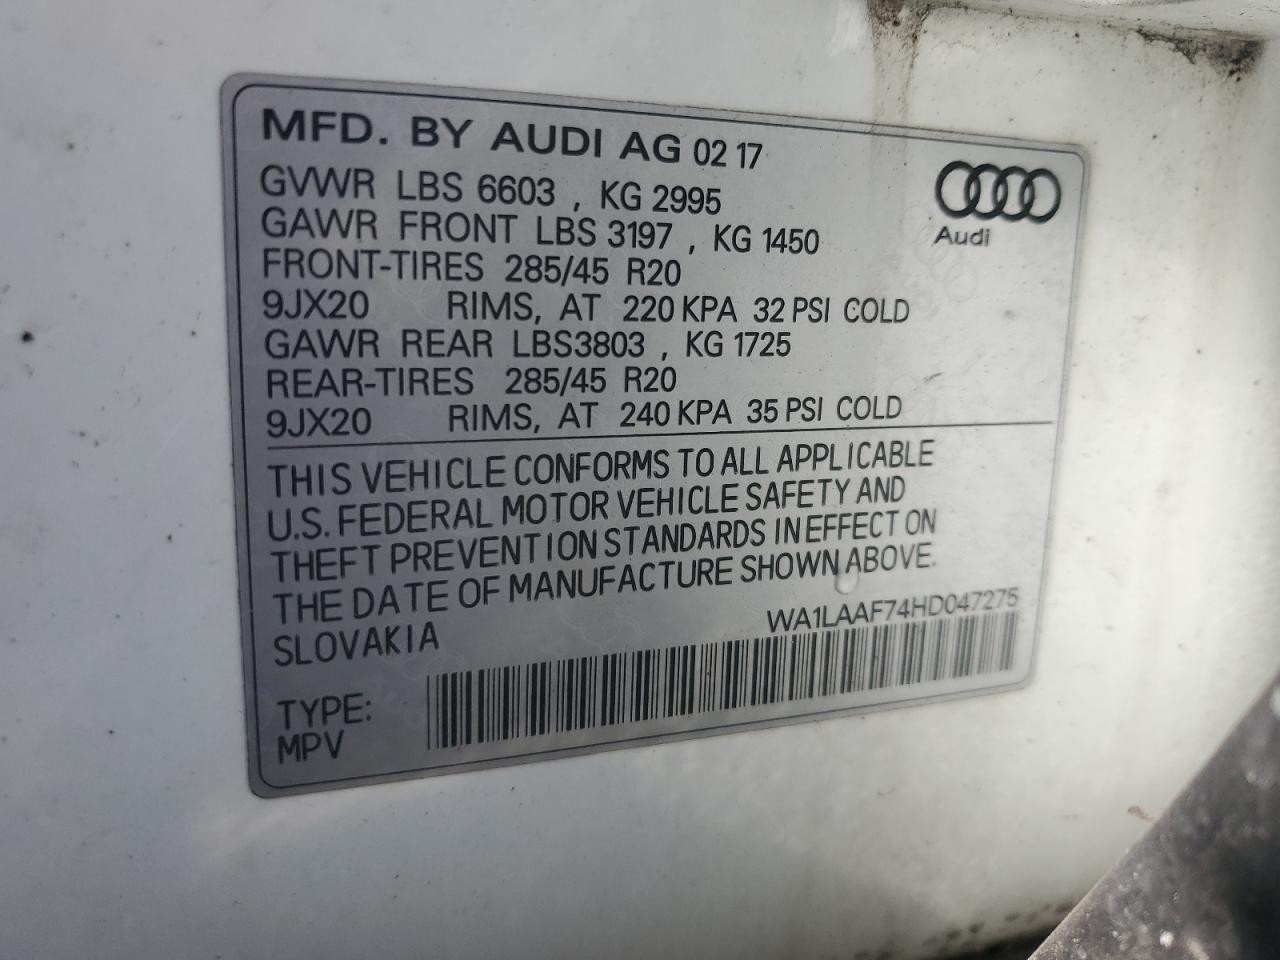 MFD. BY AUDI AG 02 17
GVWR LBS 6603 , KG 2995
GAWR FRONT LBS 3197 , KG 1450
FRONT-TIRES 285/45 R20
9JX20 RIMS, AT 220 KPA 32 PSI COLD
GAWR REAR LBS3803 , KG 1725
REAR-TIRES 285/45 R20
9JX20 RIMS, AT 240 KPA 35 PSI COLD
Audi
THIS VEHICLE CONFORMS TO ALL APPLICABLE
U.S. FEDERAL MOTOR VEHICLE SAFETY AND
THEFT PREVENTION STANDARDS IN EFFECT ON
THE DATE OF MANUFACTURE SHOWN ABOVE.
SLOVAKIA
WA1LAAF74HD047275
TYPE:
MPV